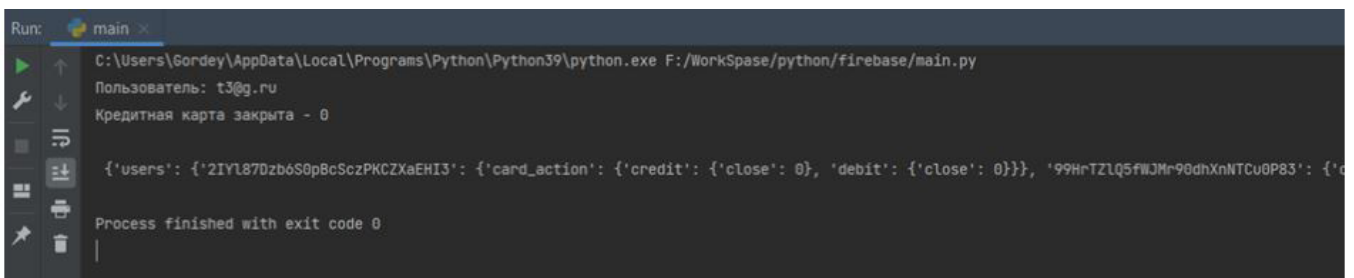 Run: main
C:\Users\Gordey\AppData\Local\Programs\Python\Python39\python.exe F:/WorkSpase/python/firebase/main.py
Пользователь: t3@g.ru
Кредитная карта закрыта - 0
{'users': {'2IYl87Dzb6S0pBcSczPKCZXaEHI3': {'card_action': {'credit': {'close': 0}, 'debit': {'close': 0}}}, '99HrTZlQ5fWJMr90dhXnNTCu0P83': {'c
Process finished with exit code 0